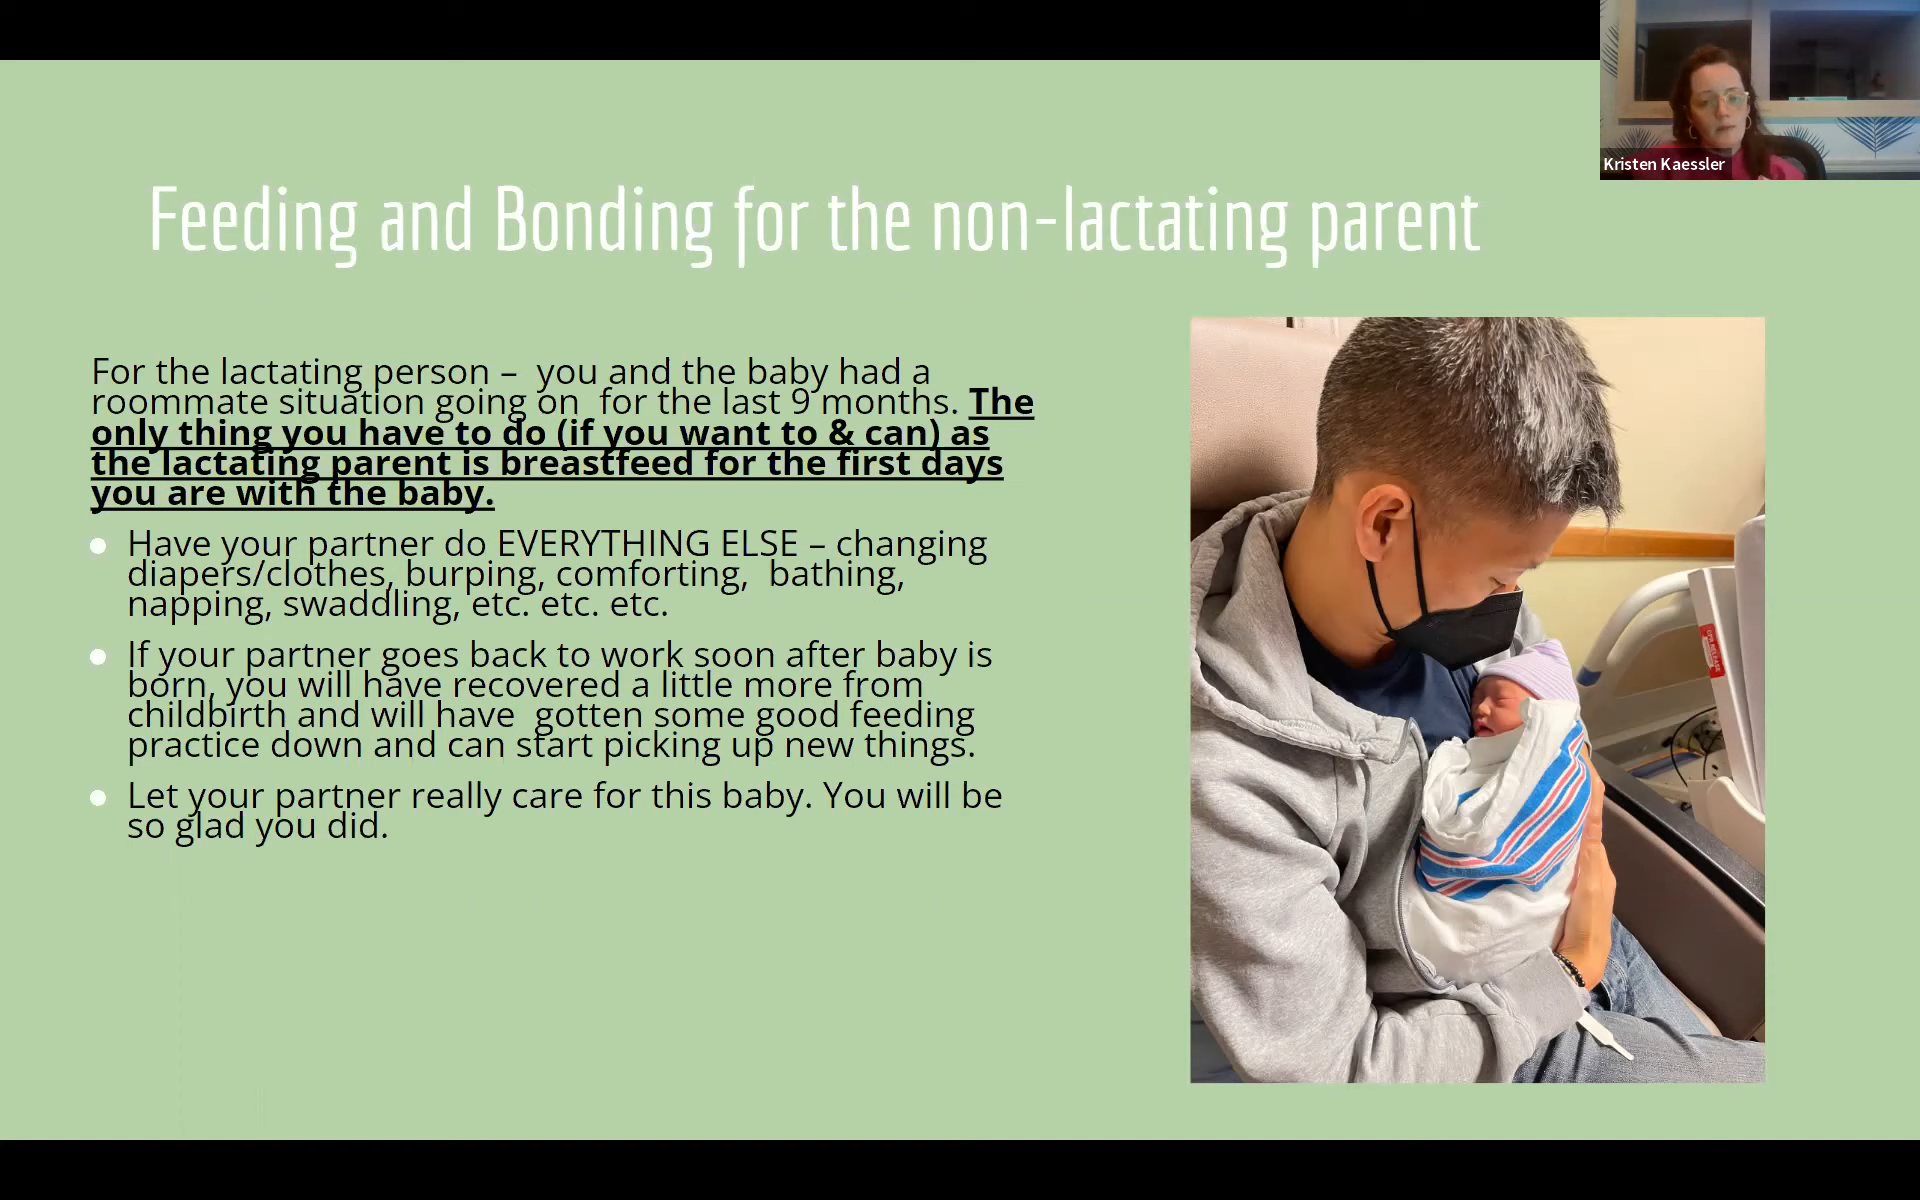 Kristen Kaessler
Feeding and Bonding for the non-lactating parent
For the lactating person – you and the baby had a
roommate situation going on for the last 9 months. The
only thing you have to do (if you want to & can) as
the lactating parent is breastfeed for the first days
you are with the baby.
Have your partner do EVERYTHING ELSE – changing
diapers/clothes, burping, comforting, bathing,
napping, swaddling, etc. etc. etc.
If your partner goes back to work soon after baby is
born, you will have recovered a little more from
childbirth and will have gotten some good feeding
practice down and can start picking up new things.
Let your partner really care for this baby. You will be
so glad you did.